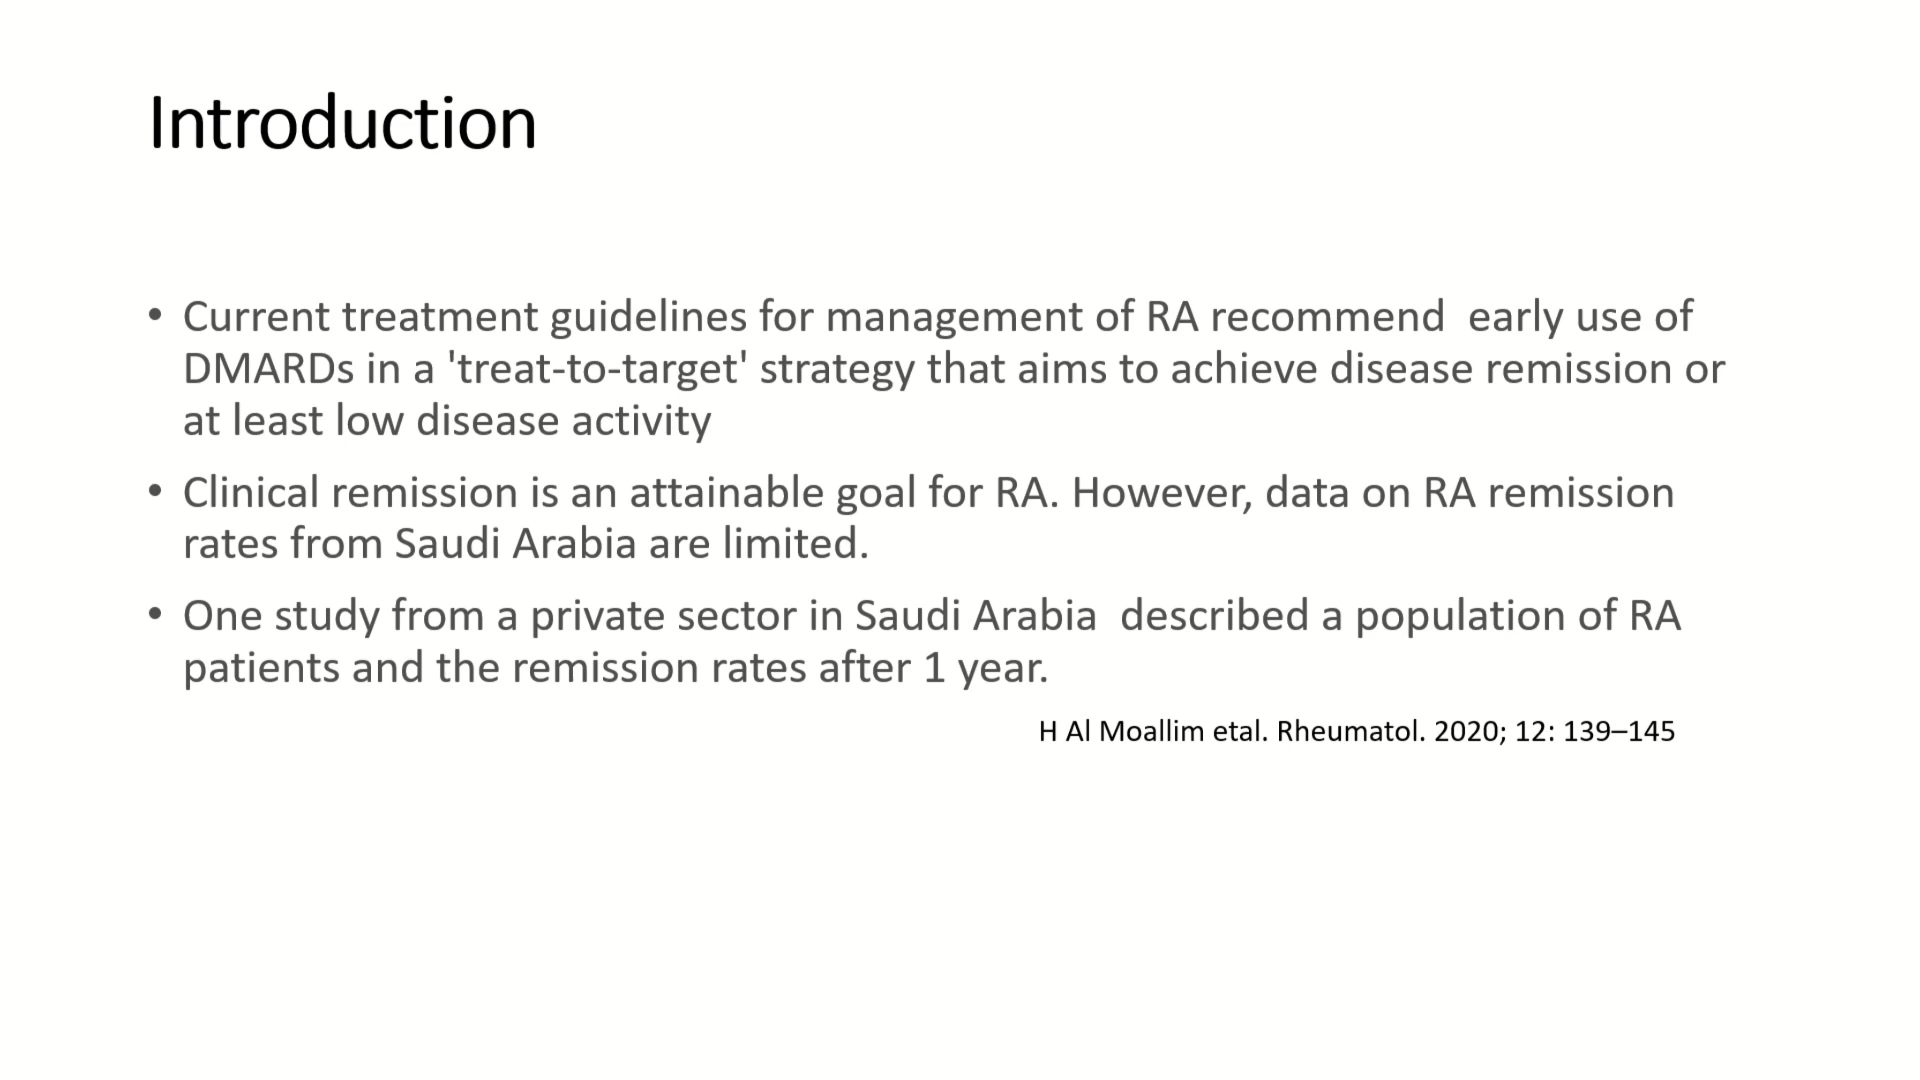 Introduction
• Current treatment guidelines for management of RA recommend  early use of
DMARDs in a 'treat-to-target' strategy that aims to achieve disease remission or
at least low disease activity
• Clinical remission is an attainable goal for RA. However, data on RA remission
rates from Saudi Arabia are limited.
• One study from a private sector in Saudi Arabia  described a population of RA
patients and the remission rates after 1 year.
H Al Moallim etal. Rheumatol. 2020; 12: 139–145